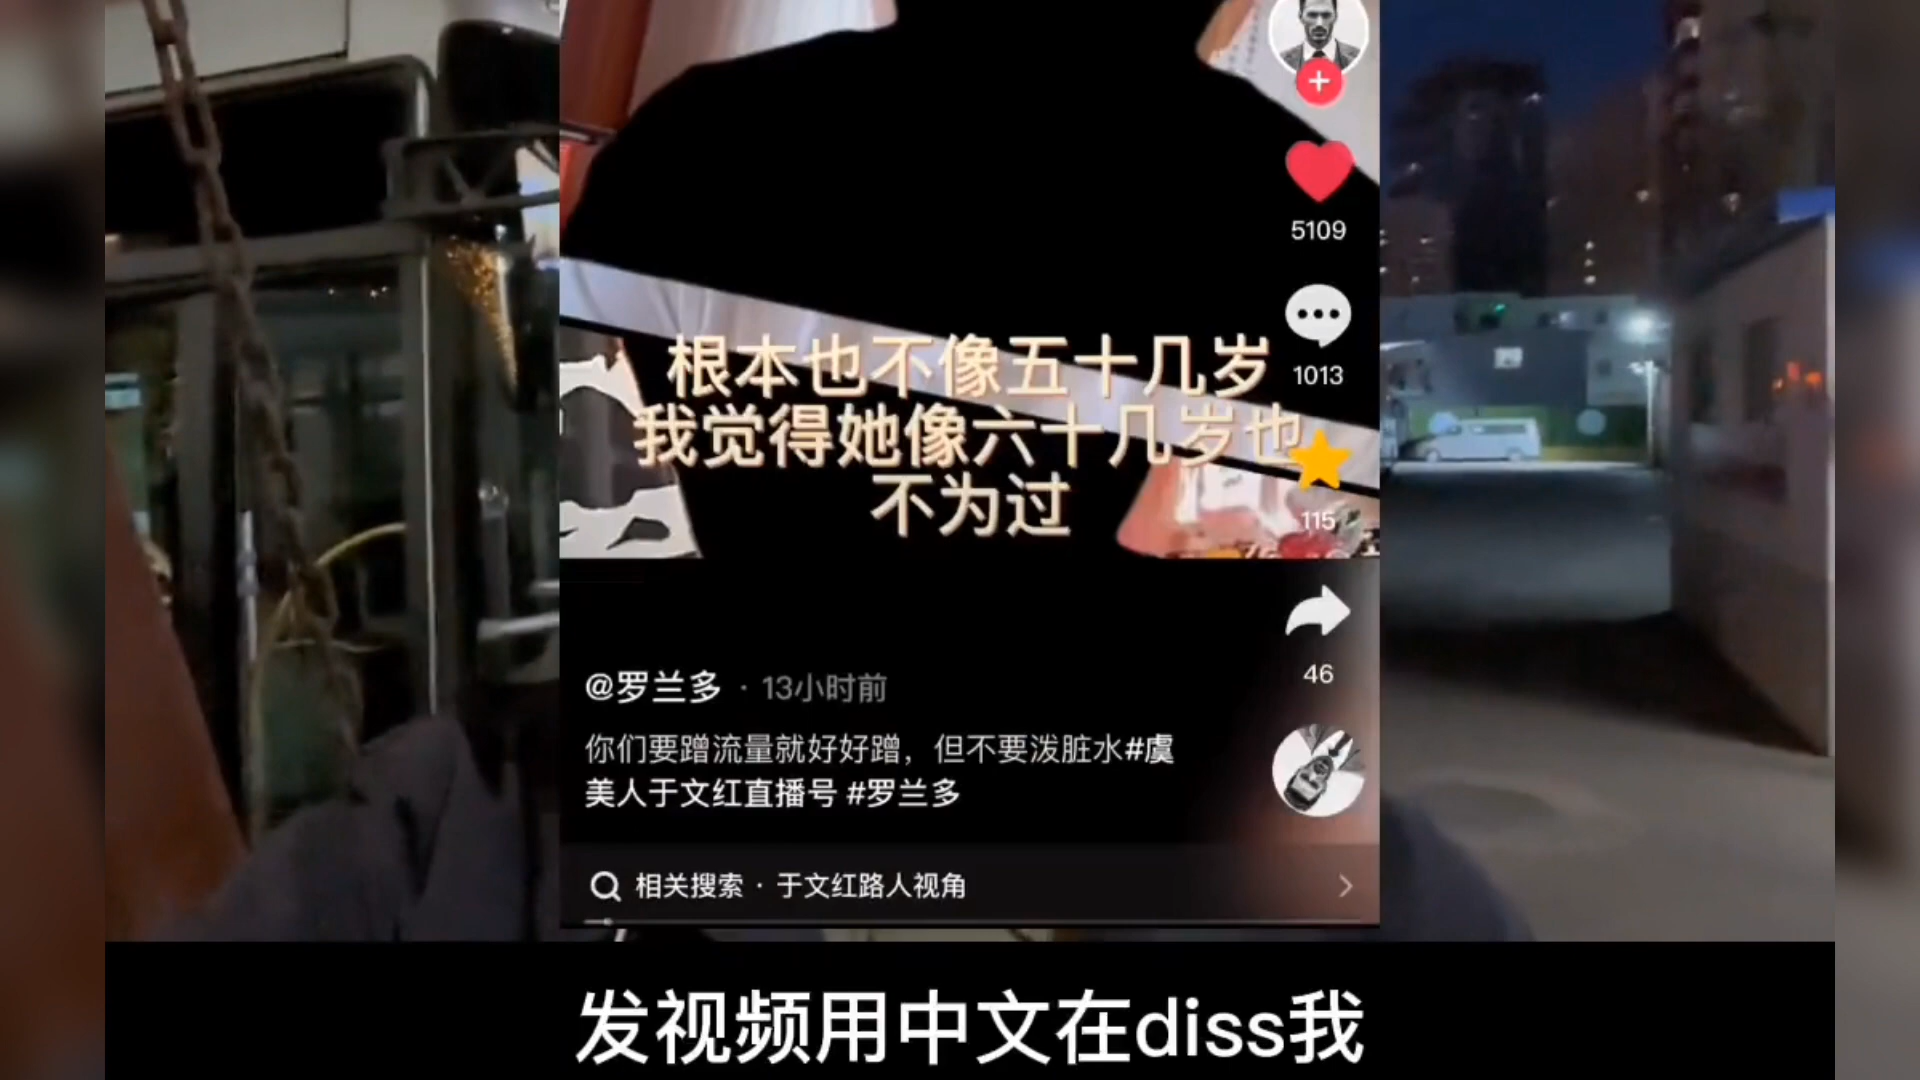 5109
1013
根本也不像五十几岁
我觉得她像六十几岁也
不为过
115
46
@罗兰多 · 13小时前
你们要蹭流量就好好蹭，但不要泼脏水#虞
美人于文红直播号 #罗兰多
相关搜索 · 于文红路人视角
发视频用中文在diss我